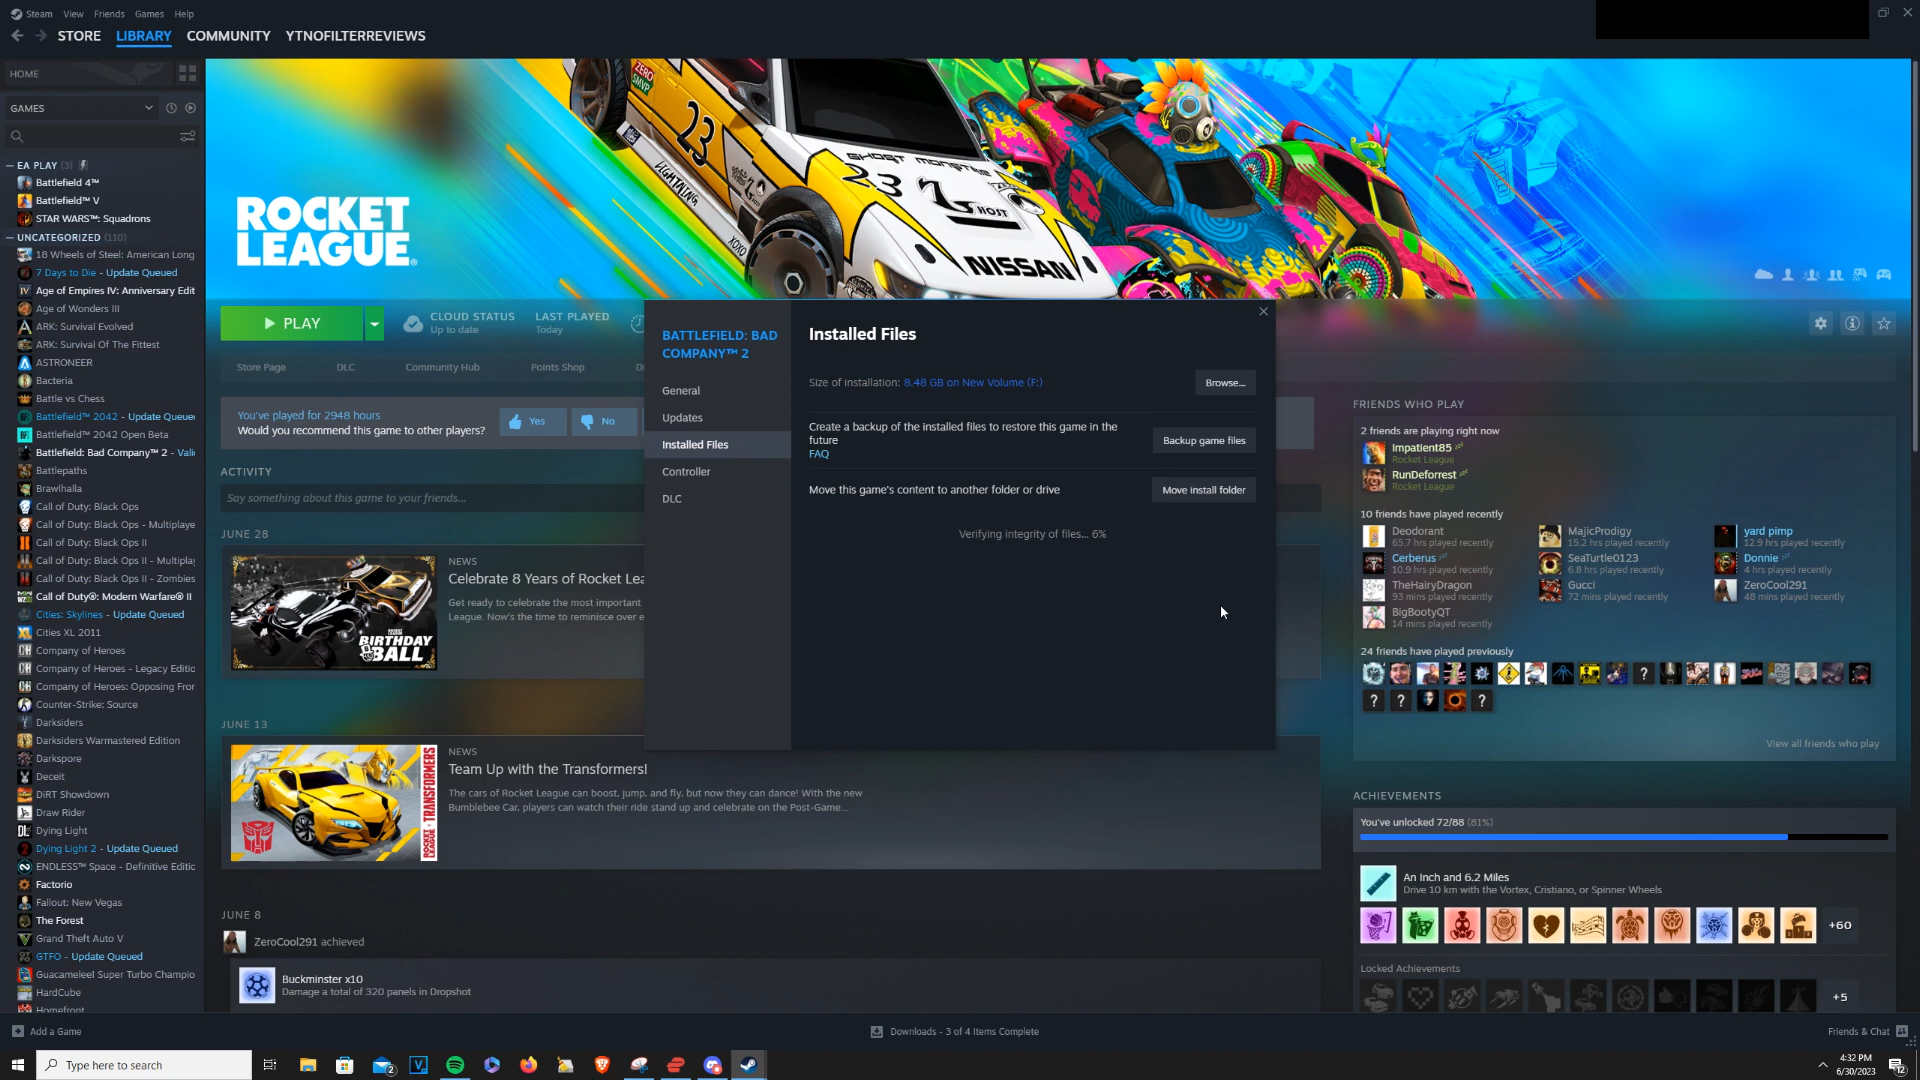 Steam View Friends Games Help
STORE LIBRARY COMMUNITY YTNOFILTERREVIEWS
HOME
GAMES
EA PLAY (3)
Battlefield 4™
Battlefield™ V
STAR WARS™: Squadrons
UNCATEGORIZED (110)
18 Wheels of Steel: American Long
7 Days to Die - Update Queued
Age of Empires IV: Anniversary Edit
Age of Wonders III
ARK: Survival Evolved
ARK: Survival Of The Fittest
ASTRONEER
Bacteria
Battle vs Chess
Battlefield™ 2042 - Update Queue
Battlefield™ 2042 Open Beta
Battlefield: Bad Company™ 2 - Vali
Battlepaths
Brawlhalla
Call of Duty: Black Ops
Call of Duty: Black Ops - Multiplaye
Call of Duty: Black Ops II
Call of Duty: Black Ops II - Multipla
Call of Duty: Black Ops II - Zombies
Call of Duty®: Modern Warfare® II
Cities: Skylines - Update Queued
Cities XL 2011
Company of Heroes
Company of Heroes - Legacy Editio
Company of Heroes: Opposing Fron
Counter-Strike: Source
Darksiders
Darksiders Warmastered Edition
Darkspore
Deceit
DiRT Showdown
Draw Rider
Dying Light
Dying Light 2 - Update Queued
ENDLESS™ Space - Definitive Editic
Factorio
Fallout: New Vegas
The Forest
Grand Theft Auto V
GTFO - Update Queued
Guacamelee! Super Turbo Champio
HardCube
Homefront
Add a Game
ROCKET
LEAGUE
ZERO
SMVP
23
LIGHTNING
XOXO
GHOST MONSTER
23
HOST
NISSAN
PLAY
CLOUD STATUS
Up to date
LAST PLAYED
Today
Store Page DLC Community Hub Points Shop Di
You've played for 2948 hours
Would you recommend this game to other players?
Yes No
ACTIVITY
Say something about this game to your friends...
JUNE 28
BIRTHDAY
BALL
NEWS
Celebrate 8 Years of Rocket Lea
Get ready to celebrate the most important
League. Now's the time to reminisce over e
JUNE 13
ROCKET LEAGUE X TRANSFORMERS
NEWS
Team Up with the Transformers!
The cars of Rocket League can boost, jump, and fly, but now they can dance! With the new
Bumblebee Car, players can watch their ride stand up and celebrate on the Post-Game...
JUNE 8
ZeroCool291 achieved
Buckminster x10
Damage a total of 320 panels in Dropshot
BATTLEFIELD: BAD
COMPANY™ 2
General
Updates
Installed Files
Controller
DLC
Installed Files
Size of installation: 8.48 GB on New Volume (F:)
Browse...
Create a backup of the installed files to restore this game in the
future
FAQ
Backup game files
Move this game's content to another folder or drive
Move install folder
Verifying integrity of files... 6%
FRIENDS WHO PLAY
2 friends are playing right now
Impatient85
Rocket League
RunDeforrest
Rocket League
10 friends have played recently
Deodorant
65.7 hrs played recently
MajicProdigy
15.2 hrs played recently
yard pimp
12.9 hrs played recently
Cerberus
10.9 hrs played recently
SeaTurtle0123
6.8 hrs played recently
Donnie
4 hrs played recently
TheHairyDragon
93 mins played recently
Gucci
72 mins played recently
ZeroCool291
48 mins played recently
BigBootyQT
14 mins played recently
24 friends have played previously
View all friends who play
ACHIEVEMENTS
You've unlocked 72/88 (81%)
An Inch and 6.2 Miles
Drive 10 km with the Vortex, Cristiano, or Spinner Wheels
+60
Locked Achievements
+5
Downloads - 3 of 4 Items Complete
Friends & Chat
Type here to search
2
4:32 PM
6/30/2023
12